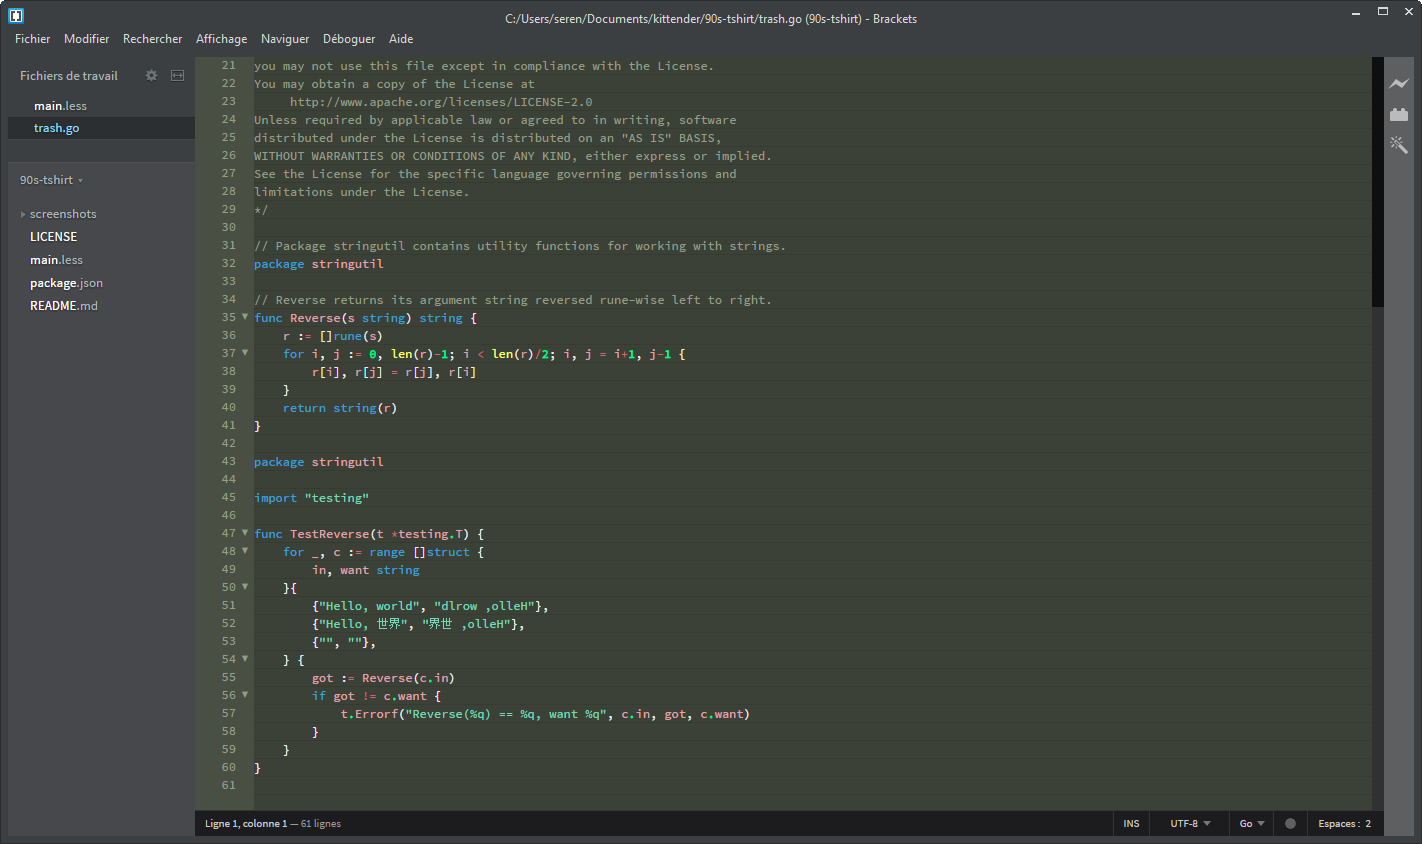 C:/Users/seren/Documents/kittender/90s-tshirt/trash.go (90s-tshirt) - Brackets
Fichier Modifier Rechercher Affichage Naviguer Déboguer Aide
Fichiers de travail
main.less
trash.go
90s-tshirt
screenshots
LICENSE
main.less
package.json
README.md
21 you may not use this file except in compliance with the License.
22 You may obtain a copy of the License at
23      http://www.apache.org/licenses/LICENSE-2.0
24 Unless required by applicable law or agreed to in writing, software
25 distributed under the License is distributed on an "AS IS" BASIS,
26 WITHOUT WARRANTIES OR CONDITIONS OF ANY KIND, either express or implied.
27 See the License for the specific language governing permissions and
28 limitations under the License.
29 */
30
31 // Package stringutil contains utility functions for working with strings.
32 package stringutil
33
34 // Reverse returns its argument string reversed rune-wise left to right.
35 func Reverse(s string) string {
36     r := []rune(s)
37     for i, j := 0, len(r)-1; i < len(r)/2; i, j = i+1, j-1 {
38         r[i], r[j] = r[j], r[i]
39     }
40     return string(r)
41 }
42
43 package stringutil
44
45 import "testing"
46
47 func TestReverse(t *testing.T) {
48     for _, c := range []struct {
49         in, want string
50     }{
51         {"Hello, world", "dlrow ,olleH"},
52         {"Hello, 世界", "界世 ,olleH"},
53         {"", ""},
54     } {
55         got := Reverse(c.in)
56         if got != c.want {
57             t.Errorf("Reverse(%q) == %q, want %q", c.in, got, c.want)
58         }
59     }
60 }
61
Ligne 1, colonne 1 — 61 lignes INS UTF-8 Go Espaces: 2